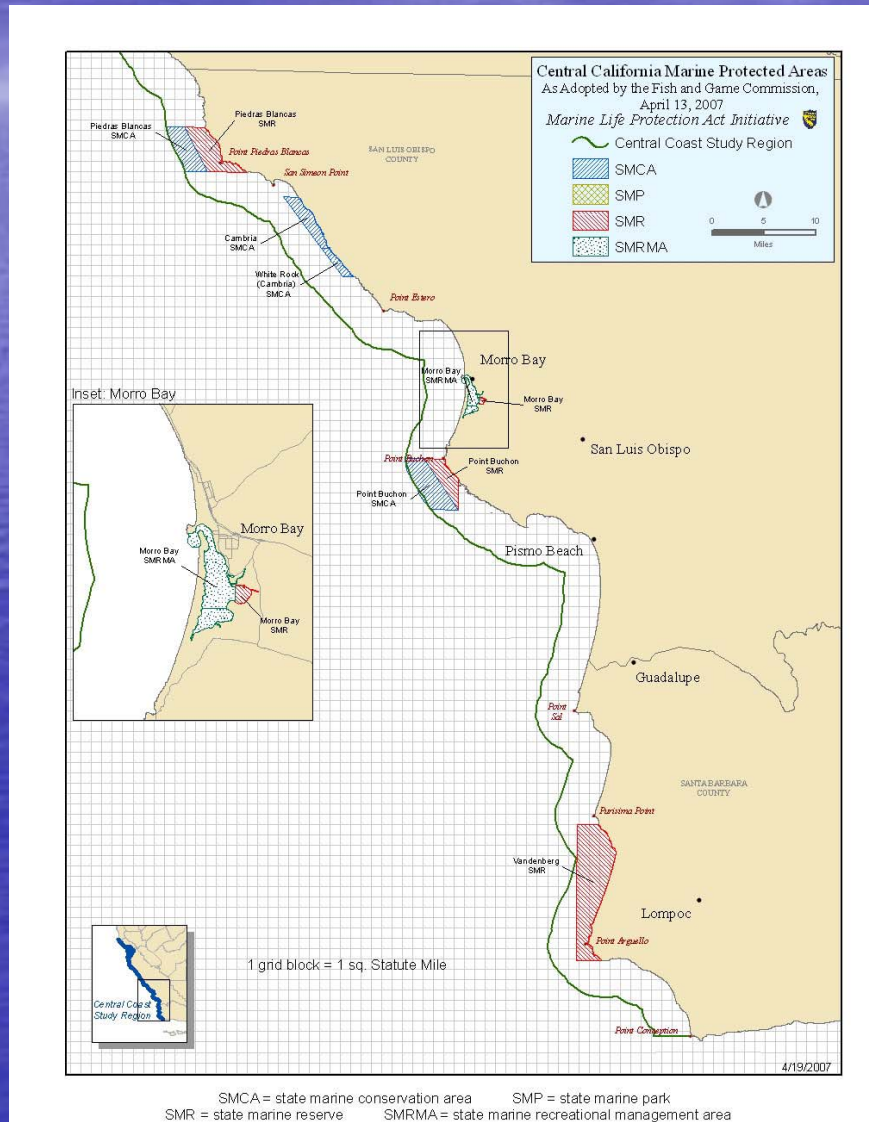 Central California Marine Protected Areas
As Adopted by the Fish and Game Commission,
April 13, 2007
Marine Life Protection Act Initiative
Central Coast Study Region
SMCA
SMP
SMR
SMRMA
0 5 10
Miles
Piedras Blancas
SMCA
Piedras Blancas
SMR
Point Piedras Blancas
SAN LUIS OBISPO
COUNTY
San Simeon Point
Cambria
SMCA
White Rock
(Cambria)
SMCA
Point Estero
Morro Bay
Morro Bay
SMRMA
Morro Bay
SMR
Inset: Morro Bay
Morro Bay
Morro Bay
SMRMA
Morro Bay
SMR
San Luis Obispo
Point Buchon
Point Buchon
SMR
Point Buchon
SMCA
Pismo Beach
Guadalupe
Point
Sal
SANTA BARBARA
COUNTY
Purisima Point
Vandenberg
SMR
Lompoc
Point Arguello
1 grid block = 1 sq. Statute Mile
Central Coast
Study Region
Point Conception
4/19/2007
SMCA = state marine conservation area SMP = state marine park
SMR = state marine reserve SMRMA = state marine recreational management area